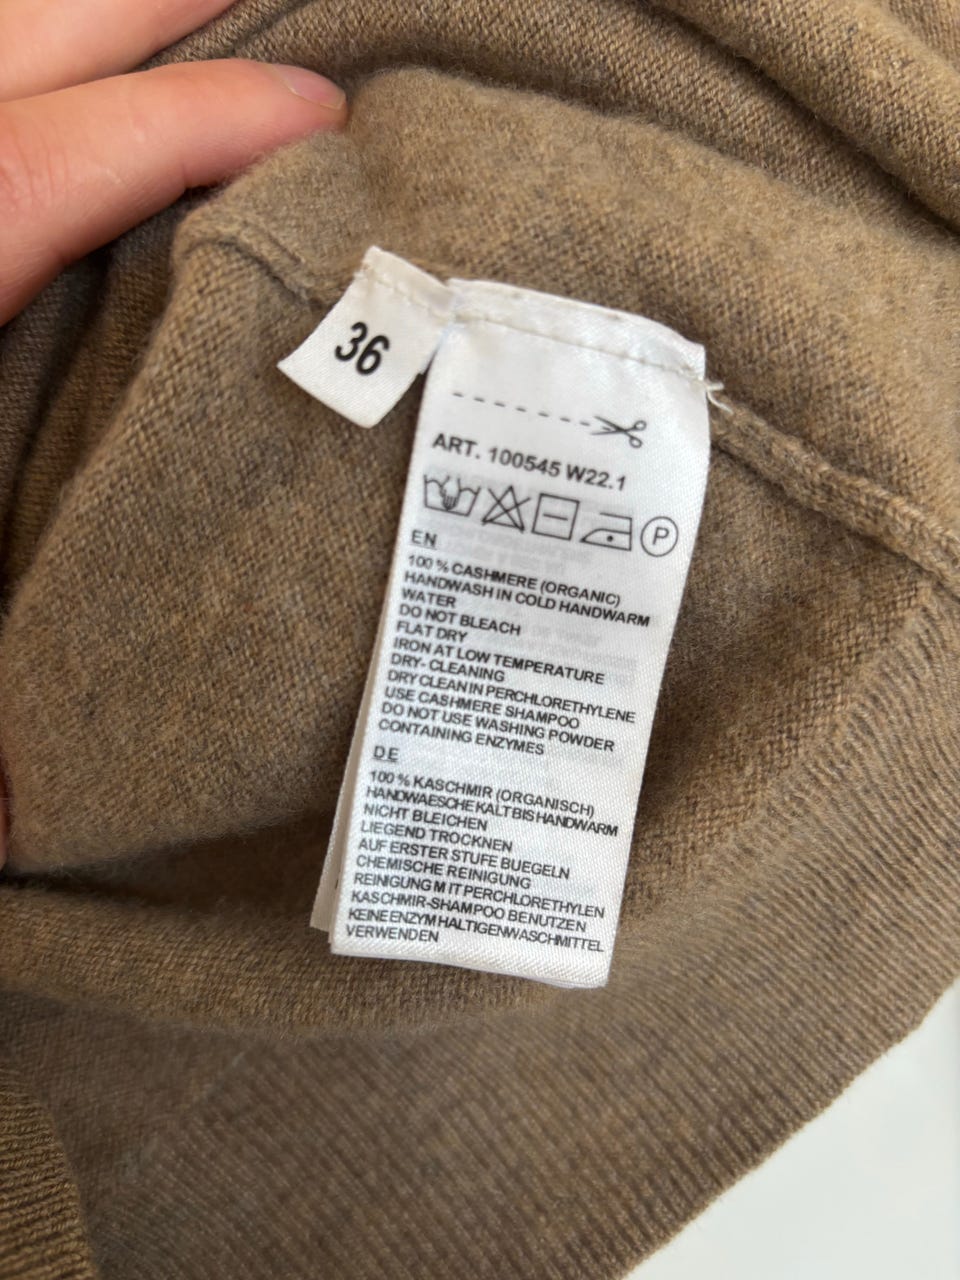 36
ART. 100545 W22.1
P
EN
100 % CASHMERE (ORGANIC)
HANDWASH IN COLD HANDWARM
WATER
DO NOT BLEACH
FLAT DRY
IRON AT LOW TEMPERATURE
DRY- CLEANING
DRY CLEAN IN PERCHLORETHYLENE
USE CASHMERE SHAMPOO
DO NOT USE WASHING POWDER
CONTAINING ENZYMES
DE
100 % KASCHMIR (ORGANISCH)
HANDWAESCHE KALT BIS HANDWARM
NICHT BLEICHEN
LIEGEND TROCKNEN
AUF ERSTER STUFE BUEGELN
CHEMISCHE REINIGUNG
REINIGUNG MIT PERCHLORETHYLEN
KASCHMIR-SHAMPOO BENUTZEN
KEINE ENZYMHALTIGEN WASCHMITTEL
VERWENDEN